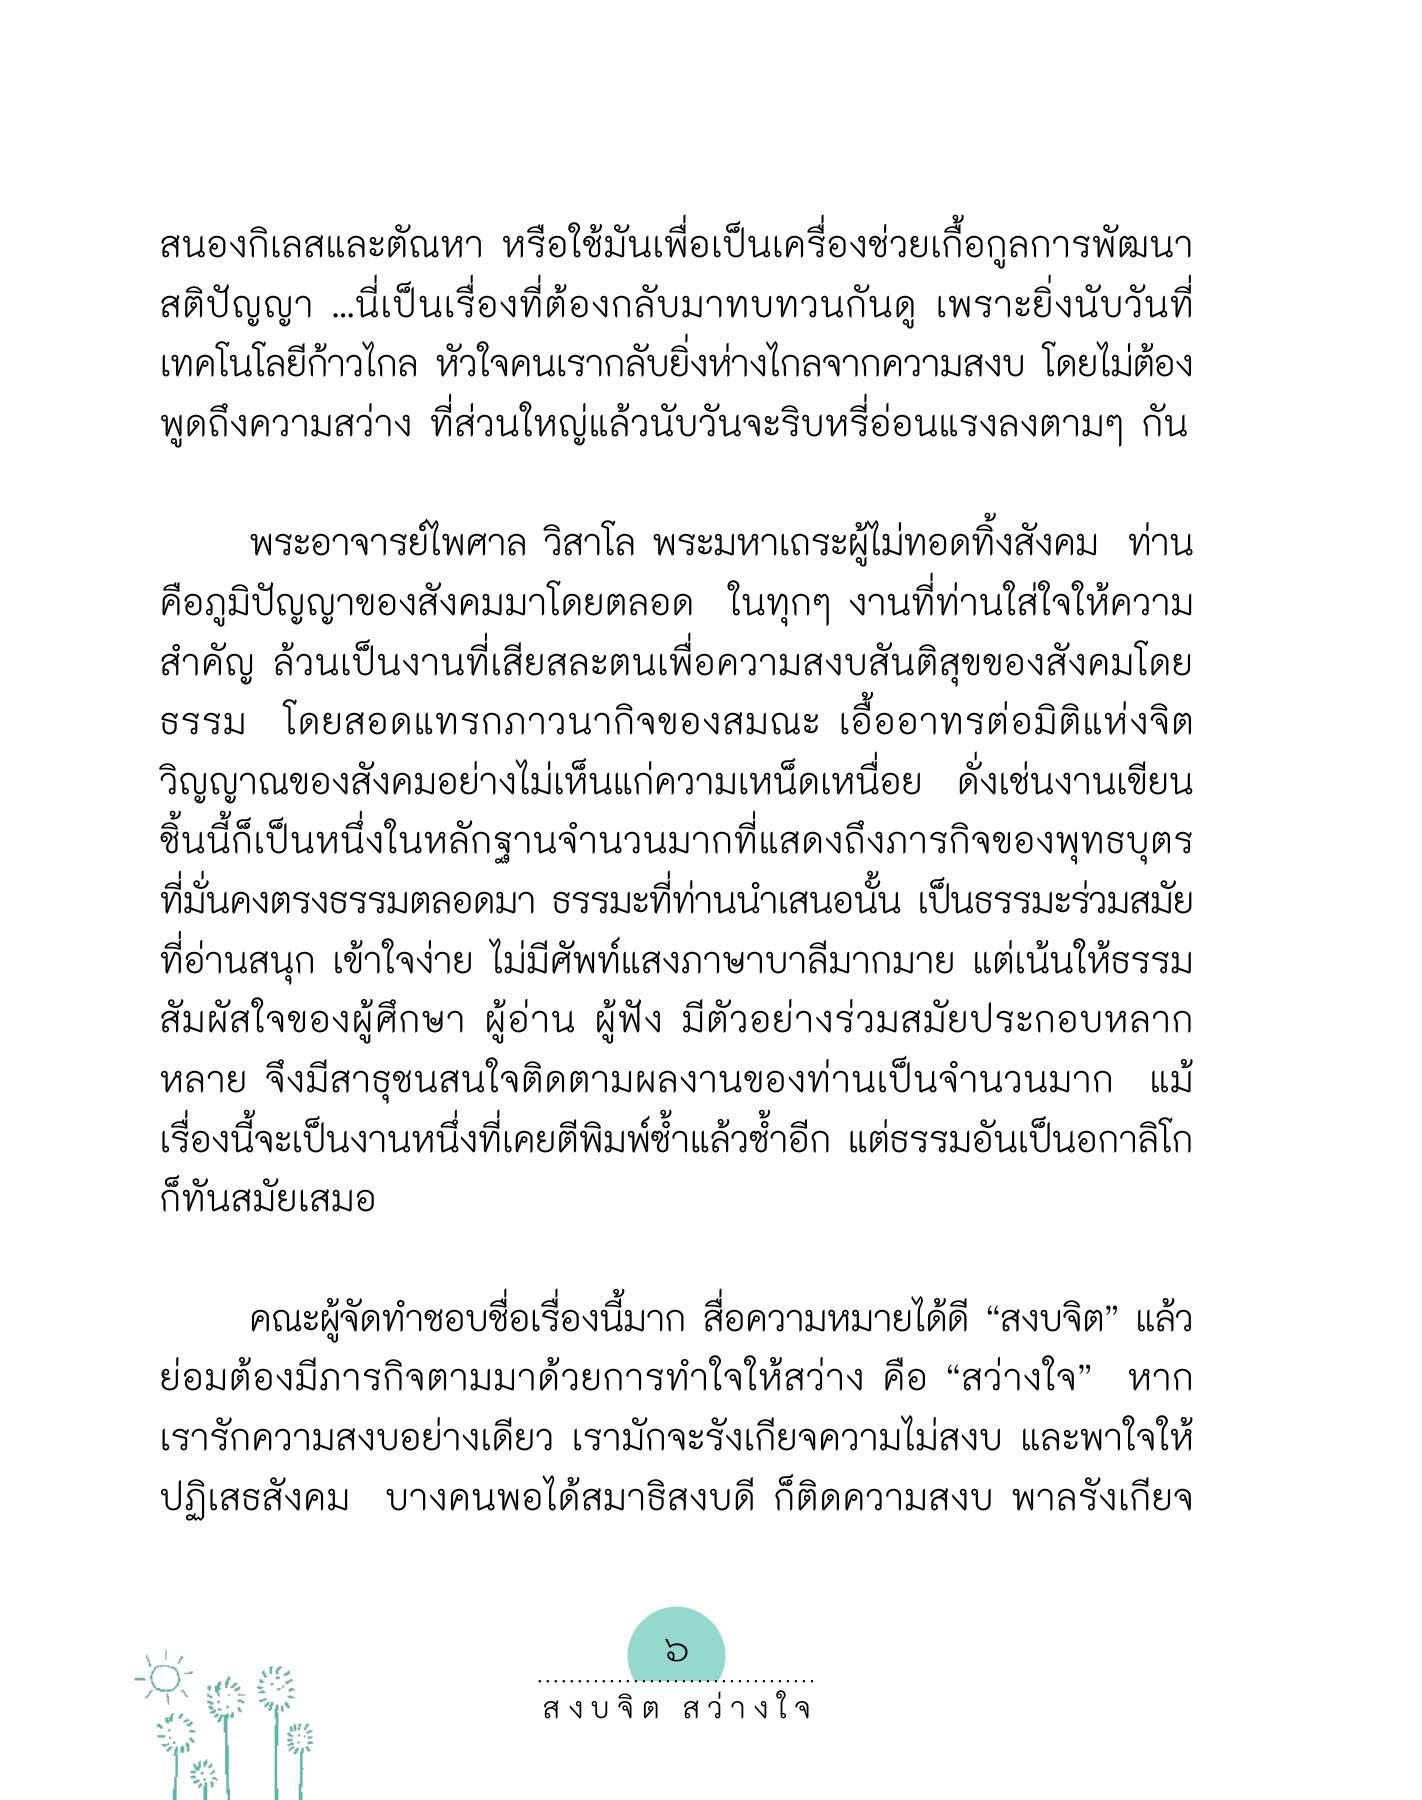 สนองกิเลสและตัณหา หรือใช้มันเพื่อเป็นเครื่องช่วยเกื้อกูลการพัฒนา
สติปัญญา ...นี่เป็นเรื่องที่ต้องกลับมาทบทวนกันดู เพราะยิ่งนับวันที่
เทคโนโลยีก้าวไกล หัวใจคนเรากลับยิ่งห่างไกลจากความสงบ โดยไม่ต้อง
พูดถึงความสว่าง ที่ส่วนใหญ่แล้วนับวันจะริบหรี่อ่อนแรงลงตามๆ กัน
พระอาจารย์ไพศาล วิสาโล พระมหาเถระผู้ไม่ทอดทิ้งสังคม ท่าน
คือภูมิปัญญาของสังคมมาโดยตลอด ในทุกๆ งานที่ท่านใส่ใจให้ความ
สำคัญ ล้วนเป็นงานที่เสียสละตนเพื่อความสงบสันติสุขของสังคมโดย
ธรรม โดยสอดแทรกภาวนากิจของสมณะ เอื้ออาทรต่อมิติแห่งจิต
วิญญาณของสังคมอย่างไม่เห็นแก่ความเหน็ดเหนื่อย ดั่งเช่นงานเขียน
ชิ้นนี้ก็เป็นหนึ่งในหลักฐานจำนวนมากที่แสดงถึงภารกิจของพุทธบุตร
ที่มั่นคงตรงธรรมตลอดมา ธรรมะที่ท่านนำเสนอนั้น เป็นธรรมะร่วมสมัย
ที่อ่านสนุก เข้าใจง่าย ไม่มีศัพท์แสงภาษาบาลีมากมาย แต่เน้นให้ธรรม
สัมผัสใจของผู้ศึกษา ผู้อ่าน ผู้ฟัง มีตัวอย่างร่วมสมัยประกอบหลาก
หลาย จึงมีสาธุชนสนใจติดตามผลงานของท่านเป็นจำนวนมาก แม้
เรื่องนี้จะเป็นงานหนึ่งที่เคยตีพิมพ์ซ้ำแล้วซ้ำอีก แต่ธรรมอันเป็นอกาลิโก
ก็ทันสมัยเสมอ
คณะผู้จัดทำชอบชื่อเรื่องนี้มาก สื่อความหมายได้ดี “สงบจิต” แล้ว
ย่อมต้องมีภารกิจตามมาด้วยการทำใจให้สว่าง คือ “สว่างใจ” หาก
เรารักความสงบอย่างเดียว เรามักจะรังเกียจความไม่สงบ และพาใจให้
ปฏิเสธสังคม บางคนพอได้สมาธิสงบดี ก็ติดความสงบ พาลรังเกียจ
๖
สงบจิต สว่างใจ